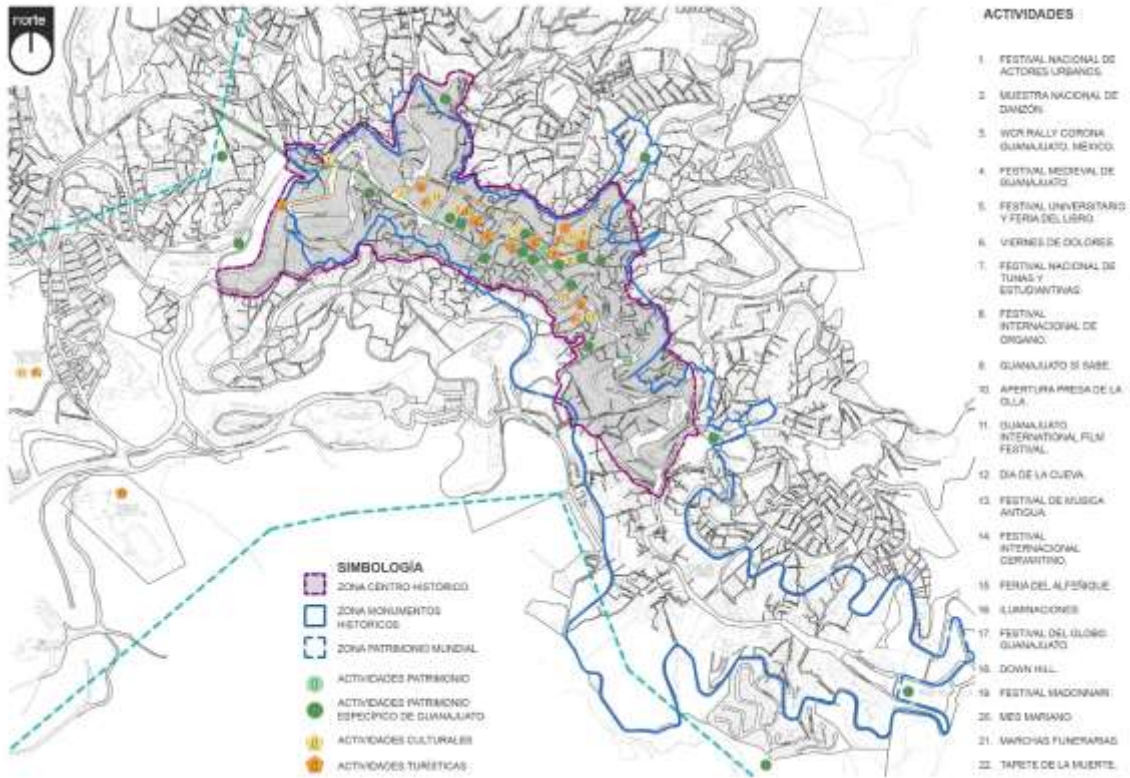 norte
ACTIVIDADES
1. FESTIVAL NACIONAL DE
ACTORES URBANOS.
2. MUESTRA NACIONAL DE
DANZÓN.
3. WCR RALLY CORONA
GUANAJUATO, MÉXICO.
4. FESTIVAL MEDIEVAL DE
GUANAJUATO.
5. FESTIVAL UNIVERSITARIO
Y FERIA DEL LIBRO.
6. VIERNES DE DOLORES.
7. FESTIVAL NACIONAL DE
TUNAS Y
ESTUDIANTINAS.
8. FESTIVAL
INTERNACIONAL DE
ORGANO.
9. GUANAJUATO SI SABE.
10. APERTURA PRESA DE LA
OLLA.
11. GUANAJUATO
INTERNATIONAL FILM
FESTIVAL.
12. DIA DE LA CUEVA.
13. FESTIVAL DE MUSICA
ANTIGUA.
14. FESTIVAL
INTERNACIONAL
CERVANTINO.
15. FERIA DEL ALFEÑIQUE.
16. ILUMINACIONES
17. FESTIVAL DEL GLOBO
GUANAJUATO.
18. DOWN HILL.
19. FESTIVAL MADONNARI
20. MES MARIANO
21. MARCHAS FUNERARIAS
22. TAPETE DE LA MUERTE.
SIMBOLOGÍA
ZONA CENTRO HISTÓRICO
ZONA MONUMENTOS
HISTÓRICOS
ZONA PATRIMONIO MUNDIAL
ACTIVIDADES PATRIMONIO
ACTIVIDADES PATRIMONIO
ESPECÍFICO DE GUANAJUATO
ACTIVIDADES CULTURALES
ACTIVIDADES TURÍSTICAS